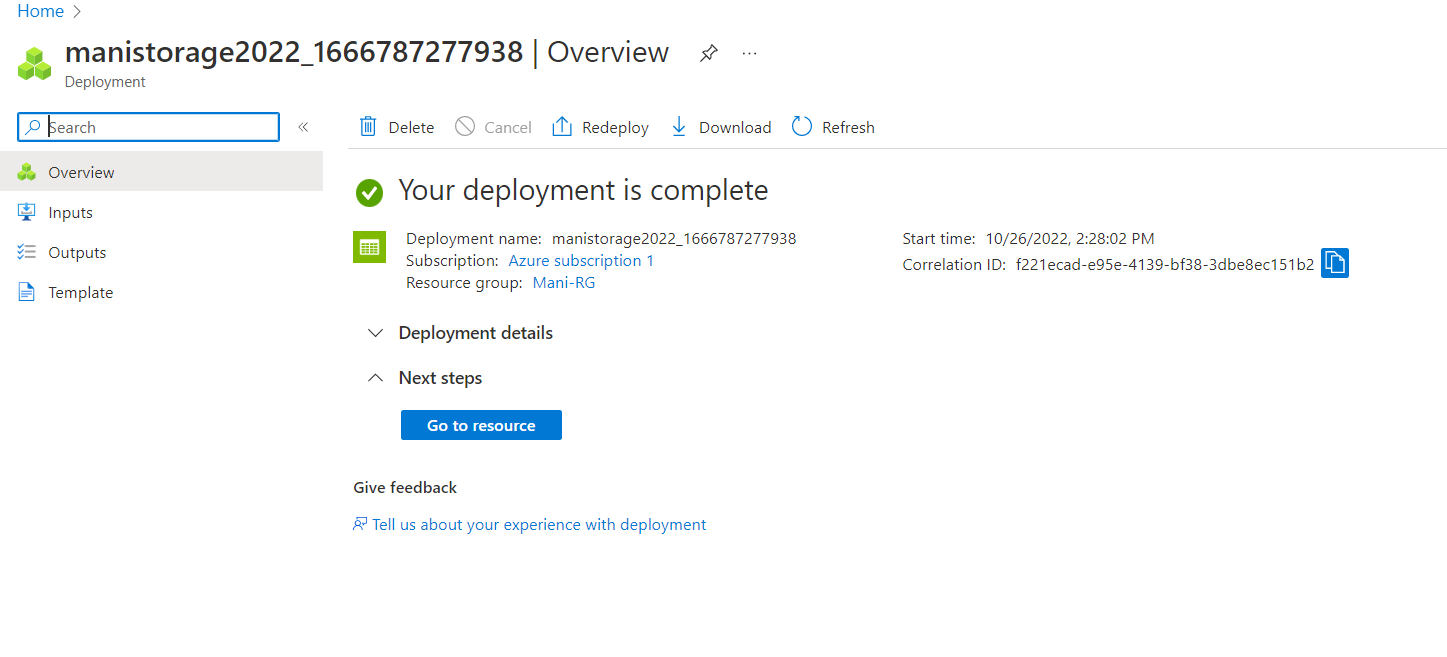 Home
manistorage2022_1666787277938 | Overview
Deployment
Search
Overview
Inputs
Outputs
Template
Delete Cancel Redeploy Download Refresh
Your deployment is complete
Deployment name: manistorage2022_1666787277938
Subscription: Azure subscription 1
Resource group: Mani-RG
Start time: 10/26/2022, 2:28:02 PM
Correlation ID: f221ecad-e95e-4139-bf38-3dbe8ec151b2
Deployment details
Next steps
Go to resource
Give feedback
Tell us about your experience with deployment